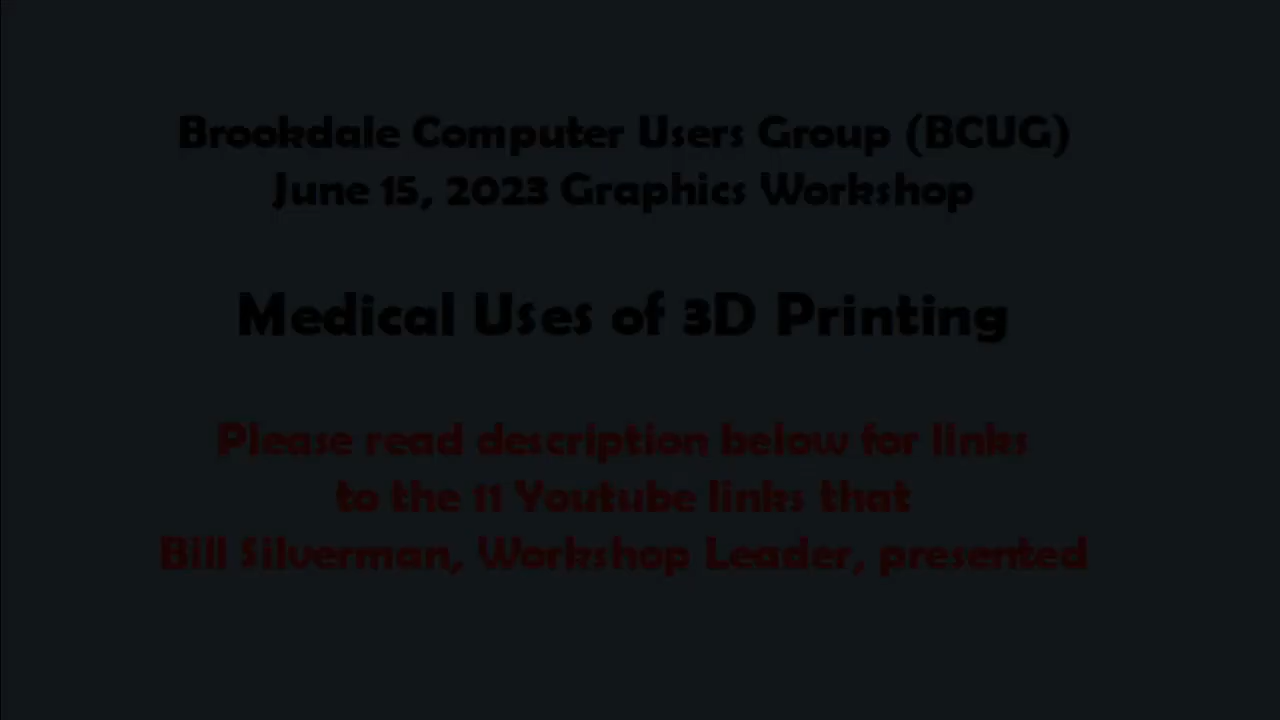 Brookdale Computer Users Group (BCUG)
June 15, 2023 Graphics Workshop
Medical Uses of 3D Printing
Please read description below for links
to the 11 Youtube links that
Bill Silverman, Workshop Leader, presented